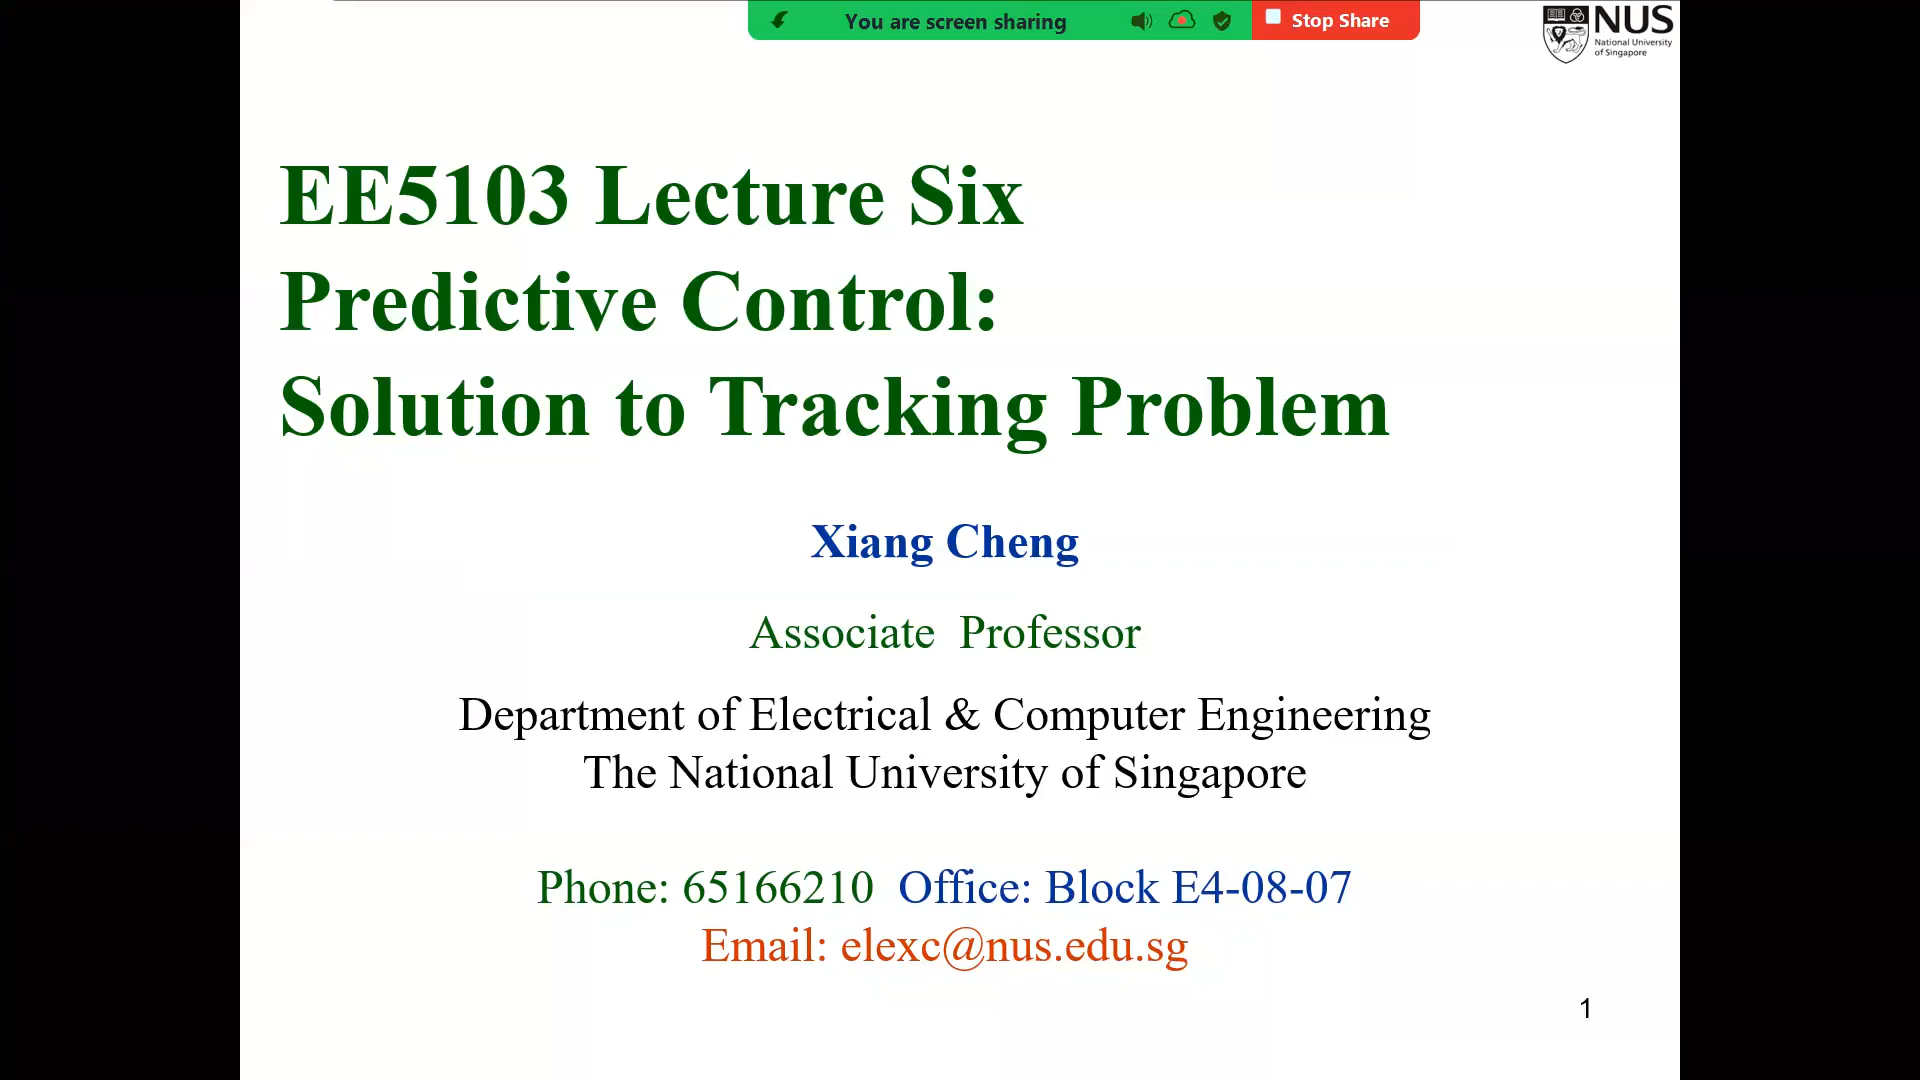 You are screen sharing
Stop Share
NUS
National University
of Singapore
EE5103 Lecture Six
Predictive Control:
Solution to Tracking Problem
Xiang Cheng
Associate Professor
Department of Electrical & Computer Engineering
The National University of Singapore
Phone: 65166210 Office: Block E4-08-07
Email: elexc@nus.edu.sg
1